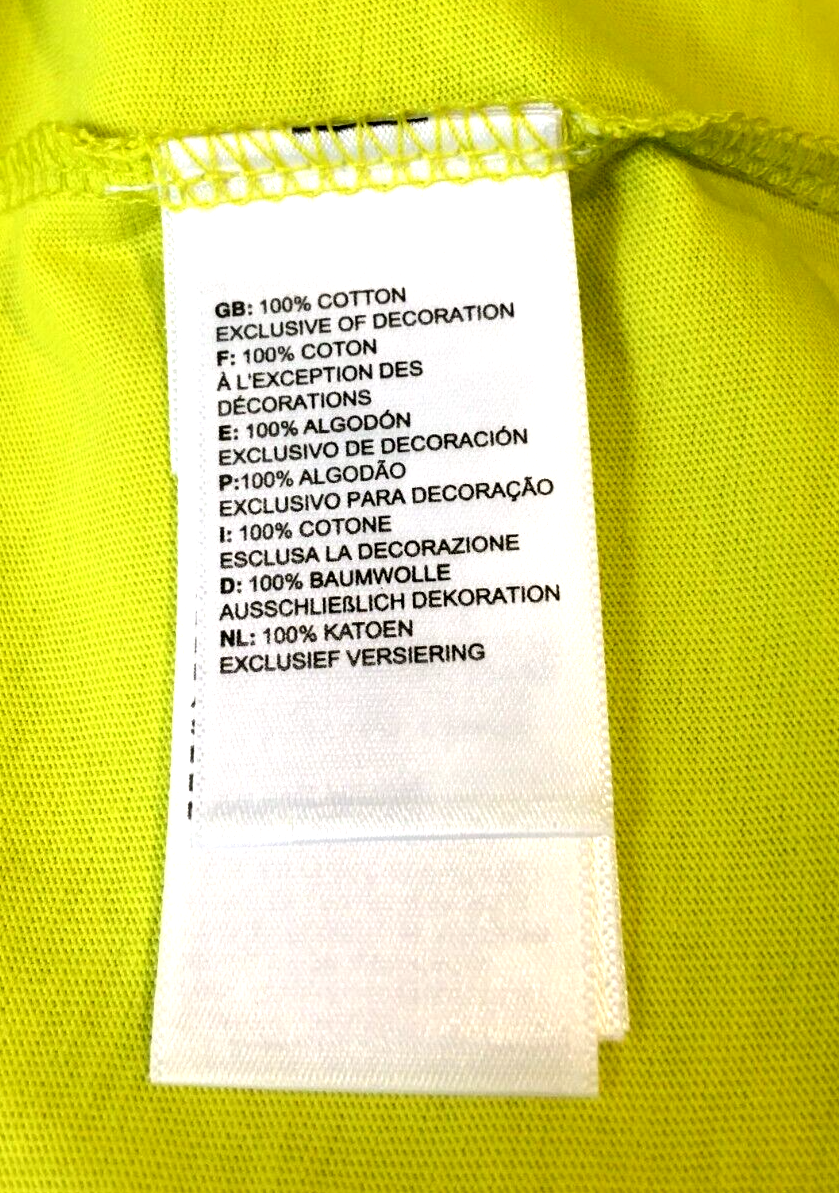 GB: 100% COTTON
EXCLUSIVE OF DECORATION
F: 100% COTON
À L'EXCEPTION DES
DÉCORATIONS
E: 100% ALGODÓN
EXCLUSIVO DE DECORACIÓN
P:100% ALGODÃO
EXCLUSIVO PARA DECORAÇÃO
I: 100% COTONE
ESCLUSA LA DECORAZIONE
D: 100% BAUMWOLLE
AUSSCHLIEßLICH DEKORATION
NL: 100% KATOEN
EXCLUSIEF VERSIERING